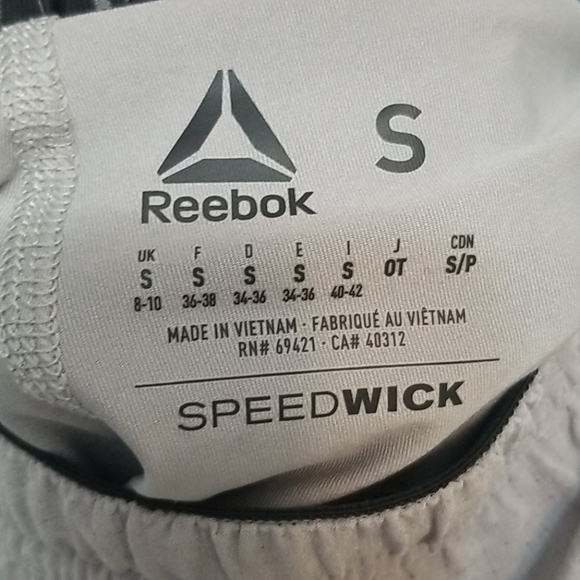 S
Reebok
UK F D E I J CDN
S S S S S OT S/P
8-10 36-38 34-36 34-36 40-42
MADE IN VIETNAM · FABRIQUÉ AU VIÊTNAM
RN# 69421 · CA# 40312
SPEEDWICK